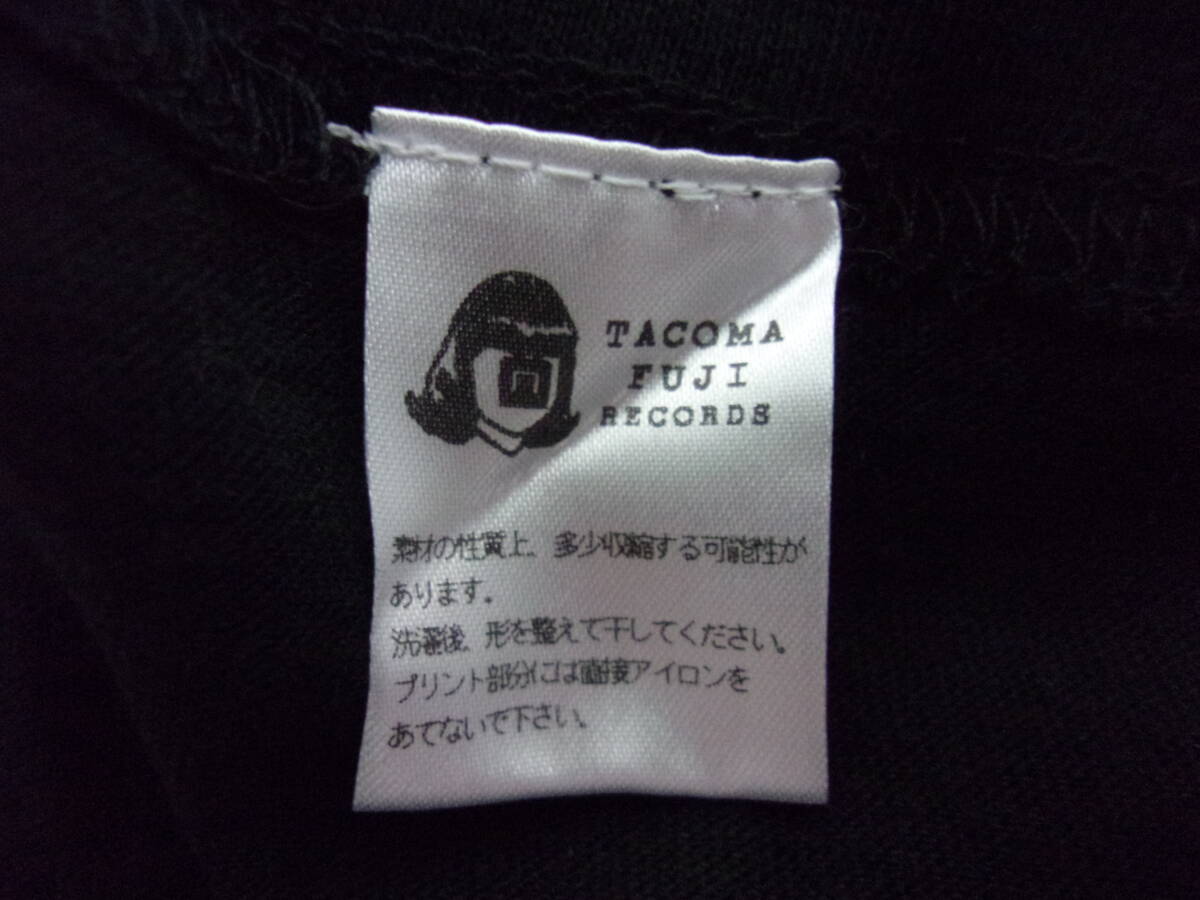 TACOMA
FUJI
RECORDS
素材の性質上、多少収縮する可能性が
あります。
洗濯後、形を整えて干してください。
プリント部分には直接アイロンを
あてないで下さい。